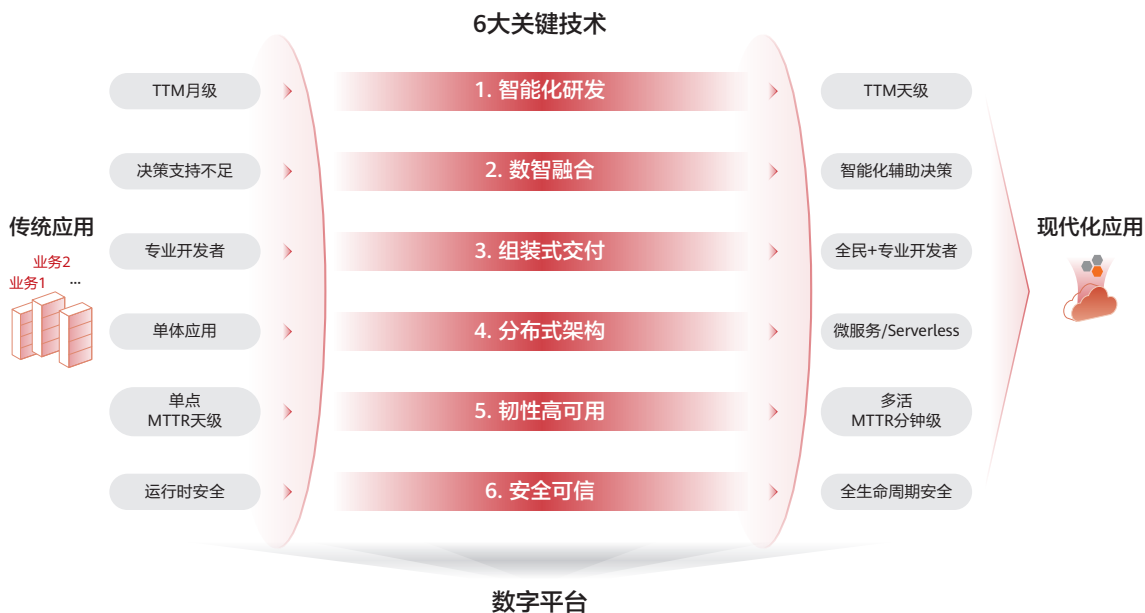 6大关键技术
传统应用
业务2
业务1
...
TTM月级
1. 智能化研发
TTM天级
决策支持不足
2. 数智融合
智能化辅助决策
专业开发者
3. 组装式交付
全民+专业开发者
单体应用
4. 分布式架构
微服务/Serverless
单点
MTTR天级
5. 韧性高可用
多活
MTTR分钟级
运行时安全
6. 安全可信
全生命周期安全
现代化应用
数字平台